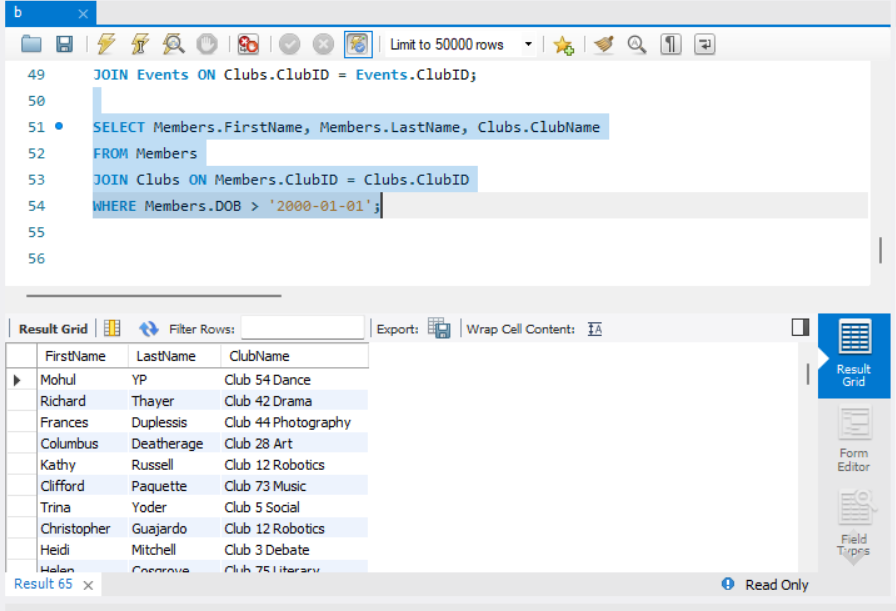 b
Limit to 50000 rows
49 JOIN Events ON Clubs.ClubID = Events.ClubID;
50
51 SELECT Members.FirstName, Members.LastName, Clubs.ClubName
52 FROM Members
53 JOIN Clubs ON Members.ClubID = Clubs.ClubID
54 WHERE Members.DOB > '2000-01-01';
55
56
Result Grid Filter Rows: Export: Wrap Cell Content: IA
FirstName LastName ClubName
Mohul YP Club 54 Dance
Richard Thayer Club 42 Drama
Frances Duplessis Club 44 Photography
Columbus Deatherage Club 28 Art
Kathy Russell Club 12 Robotics
Clifford Paquette Club 73 Music
Trina Yoder Club 5 Social
Christopher Guajardo Club 12 Robotics
Heidi Mitchell Club 3 Debate
Helen Cosgrove Club 75 Literary
Result 65
Read Only
Result
Grid
Form
Editor
Field
Types